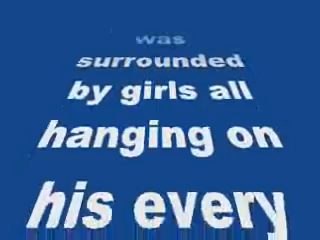 was
surrounded
by girls all
hanging on
his every